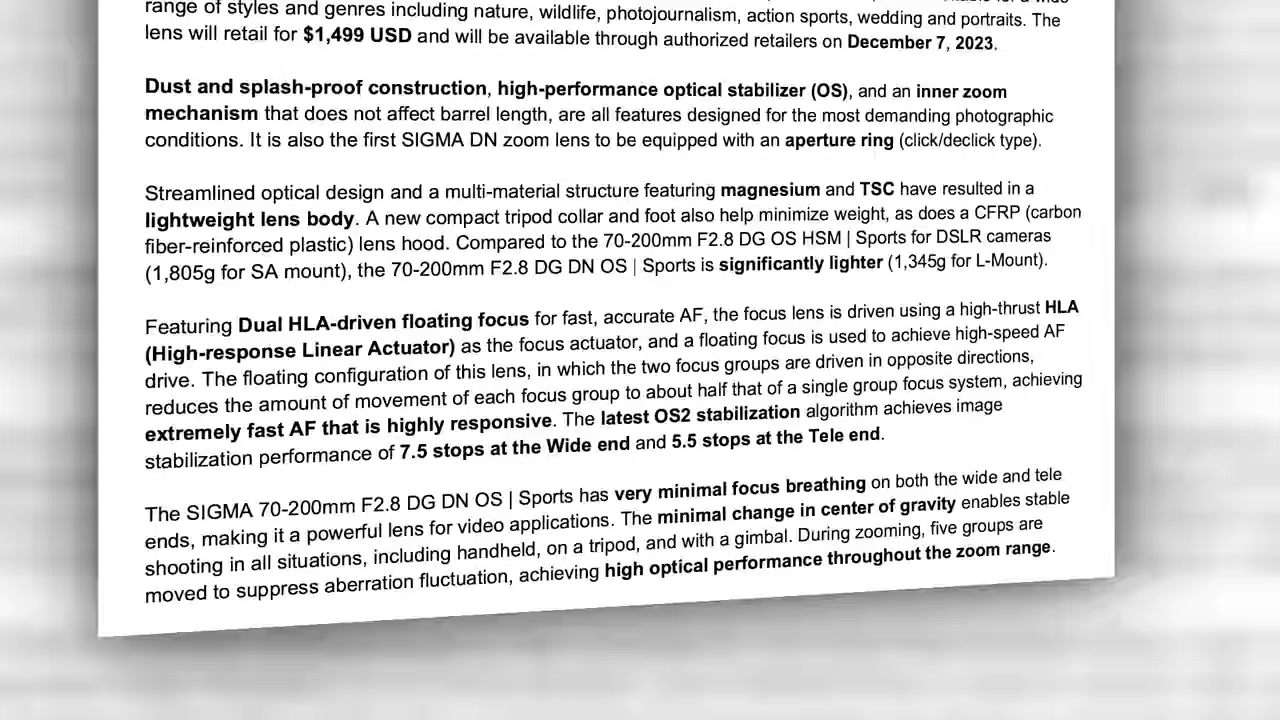 range of styles and genres including nature, wildlife, photojournalism, action sports, wedding and portraits. The
lens will retail for $1,499 USD and will be available through authorized retailers on December 7, 2023.
Dust and splash-proof construction, high-performance optical stabilizer (OS), and an inner zoom
mechanism that does not affect barrel length, are all features designed for the most demanding photographic
conditions. It is also the first SIGMA DN zoom lens to be equipped with an aperture ring (click/declick type).
Streamlined optical design and a multi-material structure featuring magnesium and TSC have resulted in a
lightweight lens body. A new compact tripod collar and foot also help minimize weight, as does a CFRP (carbon
fiber-reinforced plastic) lens hood. Compared to the 70-200mm F2.8 DG OS HSM | Sports for DSLR cameras
(1,805g for SA mount), the 70-200mm F2.8 DG DN OS | Sports is significantly lighter (1,345g for L-Mount).
Featuring Dual HLA-driven floating focus for fast, accurate AF, the focus lens is driven using a high-thrust HLA
(High-response Linear Actuator) as the focus actuator, and a floating focus is used to achieve high-speed AF
drive. The floating configuration of this lens, in which the two focus groups are driven in opposite directions,
reduces the amount of movement of each focus group to about half that of a single group focus system, achieving
extremely fast AF that is highly responsive. The latest OS2 stabilization algorithm achieves image
stabilization performance of 7.5 stops at the Wide end and 5.5 stops at the Tele end.
The SIGMA 70-200mm F2.8 DG DN OS | Sports has very minimal focus breathing on both the wide and tele
ends, making it a powerful lens for video applications. The minimal change in center of gravity enables stable
shooting in all situations, including handheld, on a tripod, and with a gimbal. During zooming, five groups are
moved to suppress aberration fluctuation, achieving high optical performance throughout the zoom range.